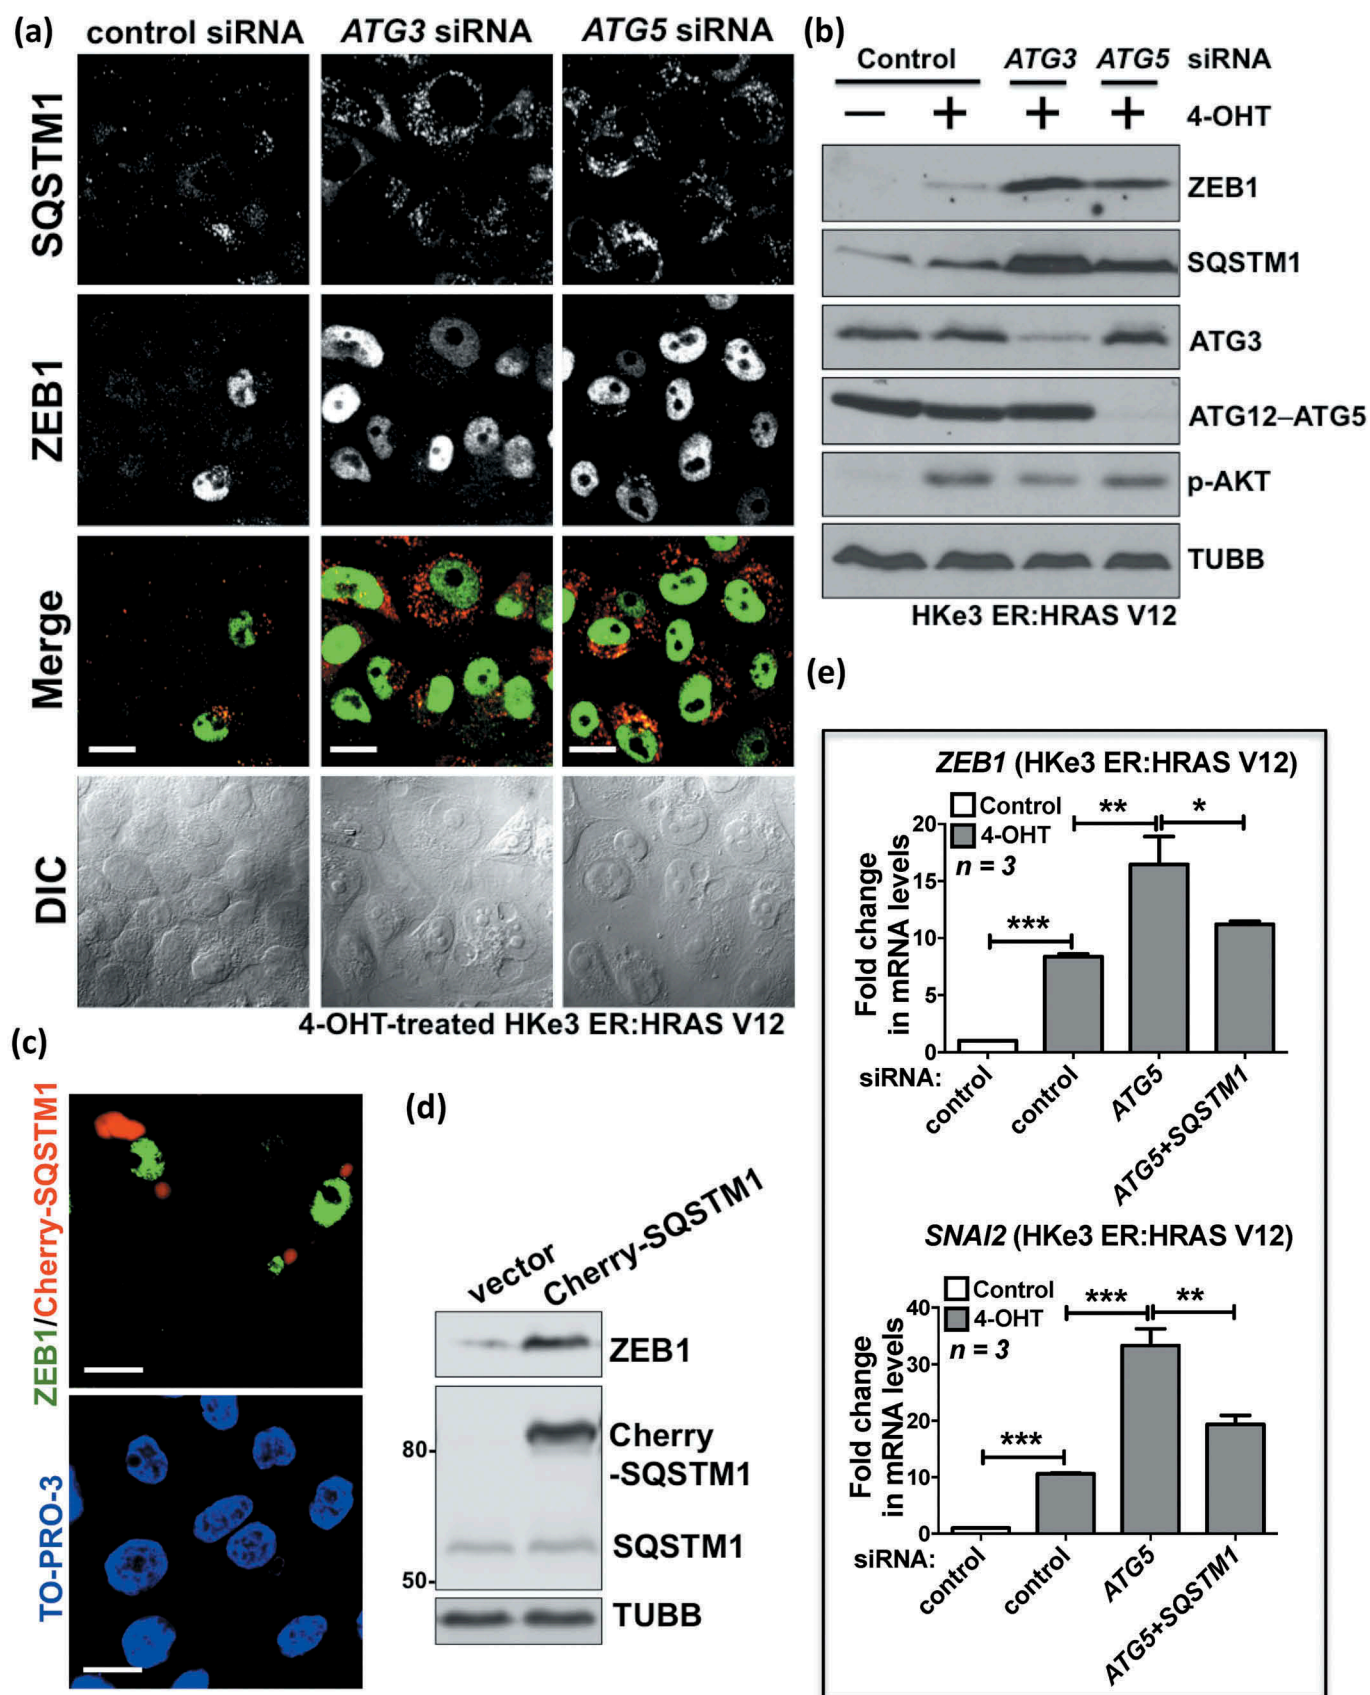 (a)
control siRNA ATG3 siRNA ATG5 siRNA
SQSTM1
ZEB1
Merge
DIC
4-OHT-treated HKe3 ER:HRAS V12
(b)
Control ATG3 ATG5 siRNA
— + + + 4-OHT
ZEB1
SQSTM1
ATG3
ATG12–ATG5
p-AKT
TUBB
HKe3 ER:HRAS V12
(c)
ZEB1/Cherry-SQSTM1
TO-PRO-3
(d)
vector Cherry-SQSTM1
ZEB1
80
Cherry
-SQSTM1
SQSTM1
50
TUBB
(e)
ZEB1 (HKe3 ER:HRAS V12)
Control
4-OHT
n = 3
*** ** *
Fold change
in mRNA levels
20
15
10
5
0
siRNA: control control ATG5 ATG5+SQSTM1
SNAI2 (HKe3 ER:HRAS V12)
Control
4-OHT
n = 3
*** *** **
Fold change
in mRNA levels
40
30
20
10
0
siRNA: control control ATG5 ATG5+SQSTM1